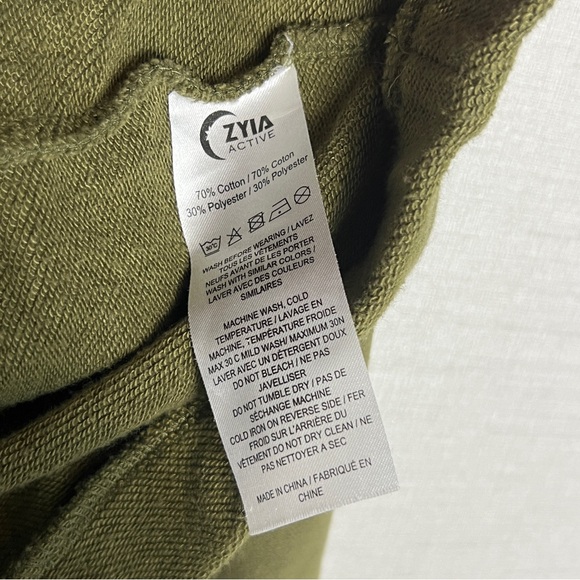 ZYIA
ACTIVE
70% Cotton / 70% Coton
30% Polyester / 30% Polyester
30°C
WASH BEFORE WEARING / LAVEZ
TOUS LES VÊTEMENTS
NEUFS AVANT DE LES PORTER
WASH WITH SIMILAR COLORS /
LAVER AVEC DES COULEURS
SIMILAIRES
MACHINE WASH, COLD
TEMPERATURE / LAVAGE EN
MACHINE, TEMPÉRATURE FROIDE
MAX 30 C MILD WASH/ MAXIMUM 30N
LAVER AVEC UN DÉTERGENT DOUX
DO NOT BLEACH / NE PAS
JAVELLISER
DO NOT TUMBLE DRY / PAS DE
SÉCHAGE MACHINE
COLD IRON ON REVERSE SIDE / FER
FROID SUR L'ARRIÈRE DU
VÊTEMENT DO NOT DRY CLEAN / NE
PAS NETTOYER A SEC
MADE IN CHINA / FABRIQUÉ EN
CHINE